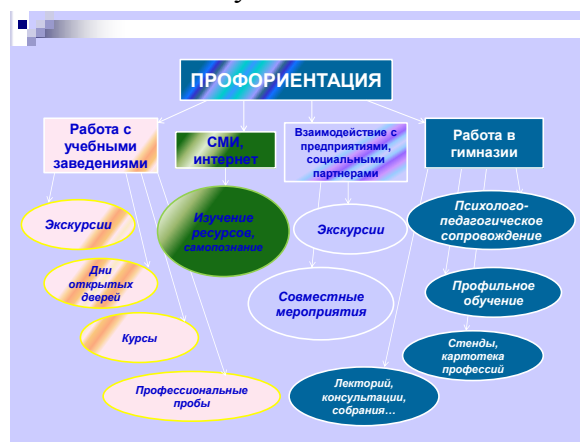 ПРОФОРИЕНТАЦИЯ
Работа с
учебными
заведениями
СМИ,
интернет
Взаимодействие с
предприятиями,
социальными
партнерами
Работа в
гимназии
Экскурсии
Дни
открытых
дверей
Курсы
Профессиональные
пробы
Изучение
ресурсов,
самопознание
Экскурсии
Совместные
мероприятия
Психолого-
педагогическое
сопровождение
Профильное
обучение
Стенды,
картотека
профессий
Лекторий,
консультации,
собрания...